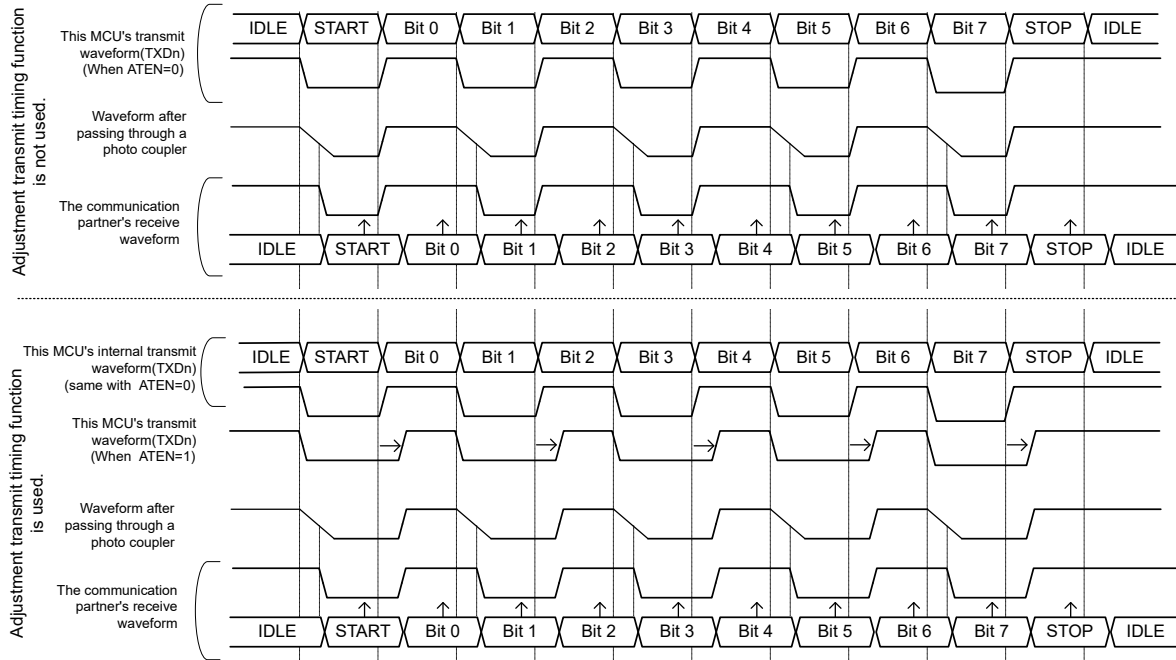 Adjustment transmit timing function
is not used.
This MCU's transmit
waveform(TXDn)
(When ATEN=0)
IDLE START Bit 0 Bit 1 Bit 2 Bit 3 Bit 4 Bit 5 Bit 6 Bit 7 STOP IDLE
Waveform after
passing through a
photo coupler
The communication
partner's receive
waveform
IDLE START Bit 0 Bit 1 Bit 2 Bit 3 Bit 4 Bit 5 Bit 6 Bit 7 STOP IDLE
Adjustment transmit timing function
is used.
This MCU's internal transmit
waveform(TXDn)
(same with ATEN=0)
IDLE START Bit 0 Bit 1 Bit 2 Bit 3 Bit 4 Bit 5 Bit 6 Bit 7 STOP IDLE
This MCU's transmit
waveform(TXDn)
(When ATEN=1)
Waveform after
passing through a
photo coupler
The communication
partner's receive
waveform
IDLE START Bit 0 Bit 1 Bit 2 Bit 3 Bit 4 Bit 5 Bit 6 Bit 7 STOP IDLE